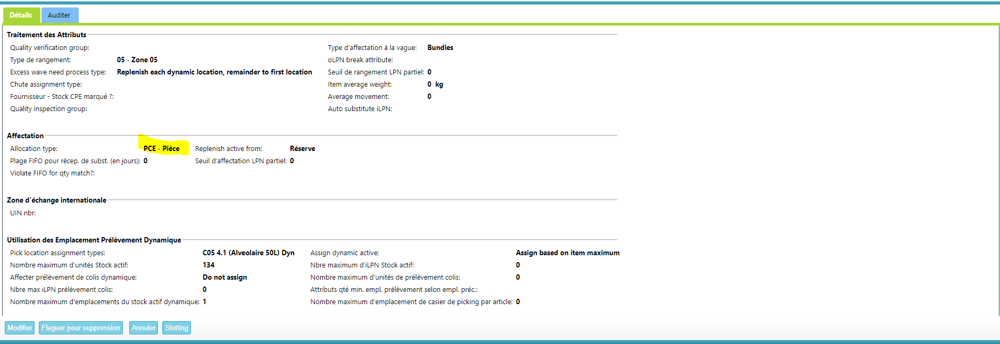 Détails Auditer
Traitement des Attributs
Quality verification group: Type d'affectation à la vague: Bundles
Type de rangement: 05 - Zone 05 oLPN break attribute:
Excess wave need process type: Replenish each dynamic location, remainder to first location Seuil de rangement LPN partiel: 0
Chute assignment type: Item average weight: 0 kg
Fournisseur - Stock CPE marqué ?: Average movement: 0
Quality inspection group: Auto substitute iLPN:
Affectation
Allocation type: PCE - Pièce Replenish active from: Réserve
Plage FIFO pour récep. de subst. (en jours): 0 Seuil d'affectation LPN partiel: 0
Violate FIFO for qty match?:
Zone d'échange internationale
UIN nbr:
Utilisation des Emplacement Prélèvement Dynamique
Pick location assignment types: C05 4.1 (Alveolaire 50L) Dyn Assign dynamic active: Assign based on item maximum
Nombre maximum d'unités Stock actif: 134 Nbre maximum d'iLPN Stock actif: 0
Affecter prélèvement de colis dynamique: Do not assign Nombre maximum d'unités de prélèvement colis: 0
Nbre max iLPN prélèvement colis: 0 Attributs qté min. empl. prélèvement selon empl. préc.:
Nombre maximum d'emplacements du stock actif dynamique: 1 Nombre maximum d'emplacement de casier de picking par article: 0
Modifier Flaguer pour suppression Annuler Slotting